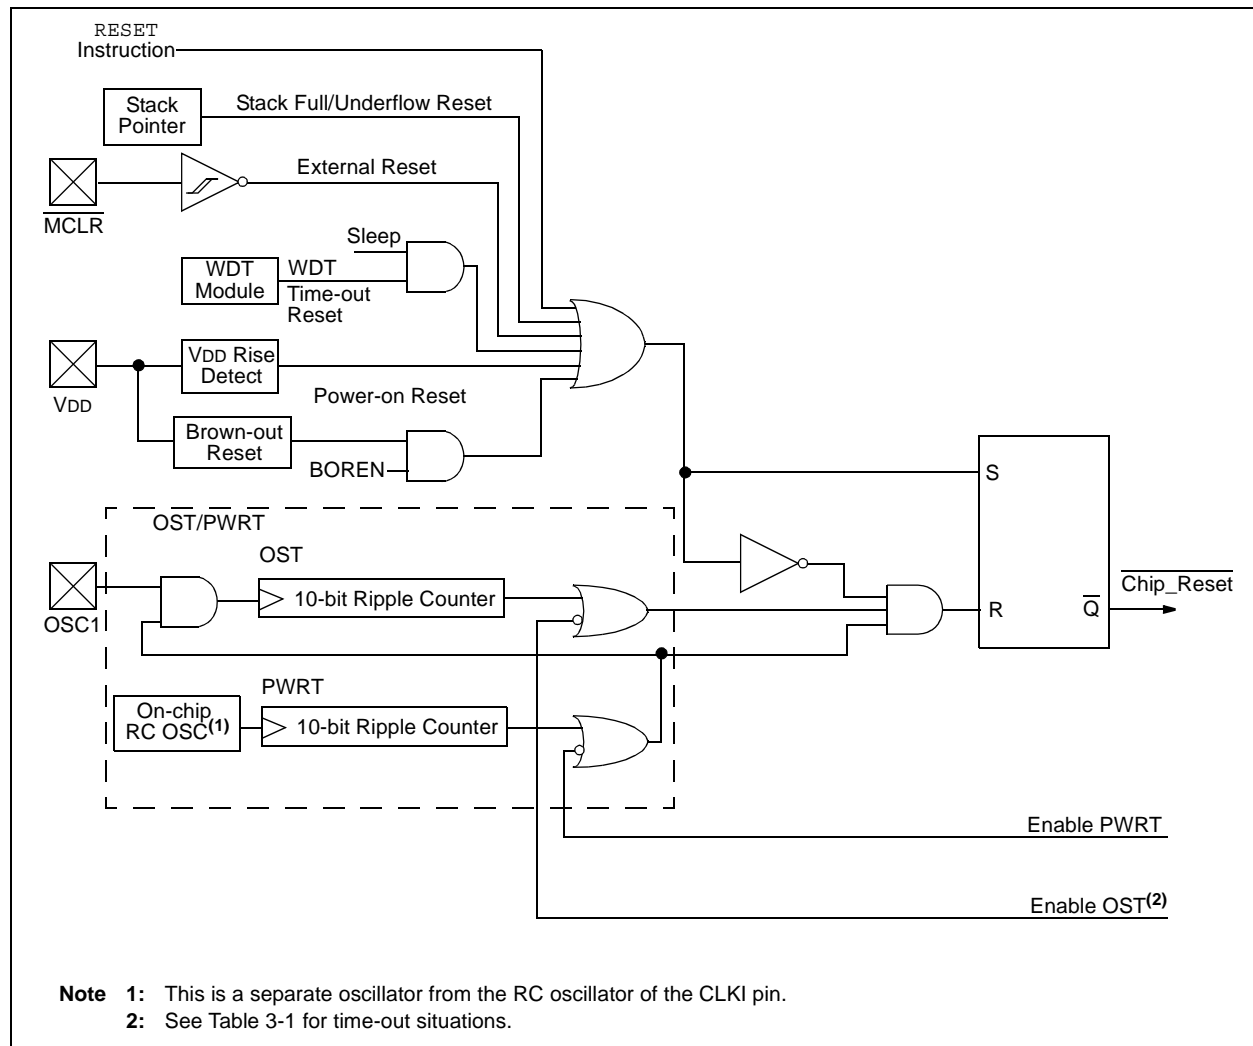 RESET
Instruction
Stack
Pointer
Stack Full/Underflow Reset
External Reset
MCLR
Sleep
WDT
Module
WDT
Time-out
Reset
VDD Rise
Detect
VDD
Power-on Reset
Brown-out
Reset
BOREN
S
OST/PWRT
OST
10-bit Ripple Counter
OSC1
Chip_Reset
R
Q
PWRT
On-chip
RC OSC(1)
10-bit Ripple Counter
Enable PWRT
Enable OST(2)
Note 1: This is a separate oscillator from the RC oscillator of the CLKI pin.
2: See Table 3-1 for time-out situations.